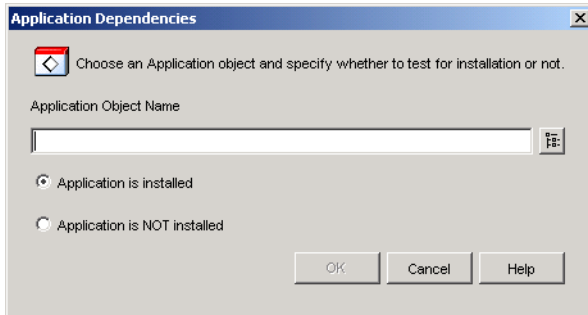 Application Dependencies
Choose an Application object and specify whether to test for installation or not.
Application Object Name
Application is installed
Application is NOT installed
OK
Cancel
Help